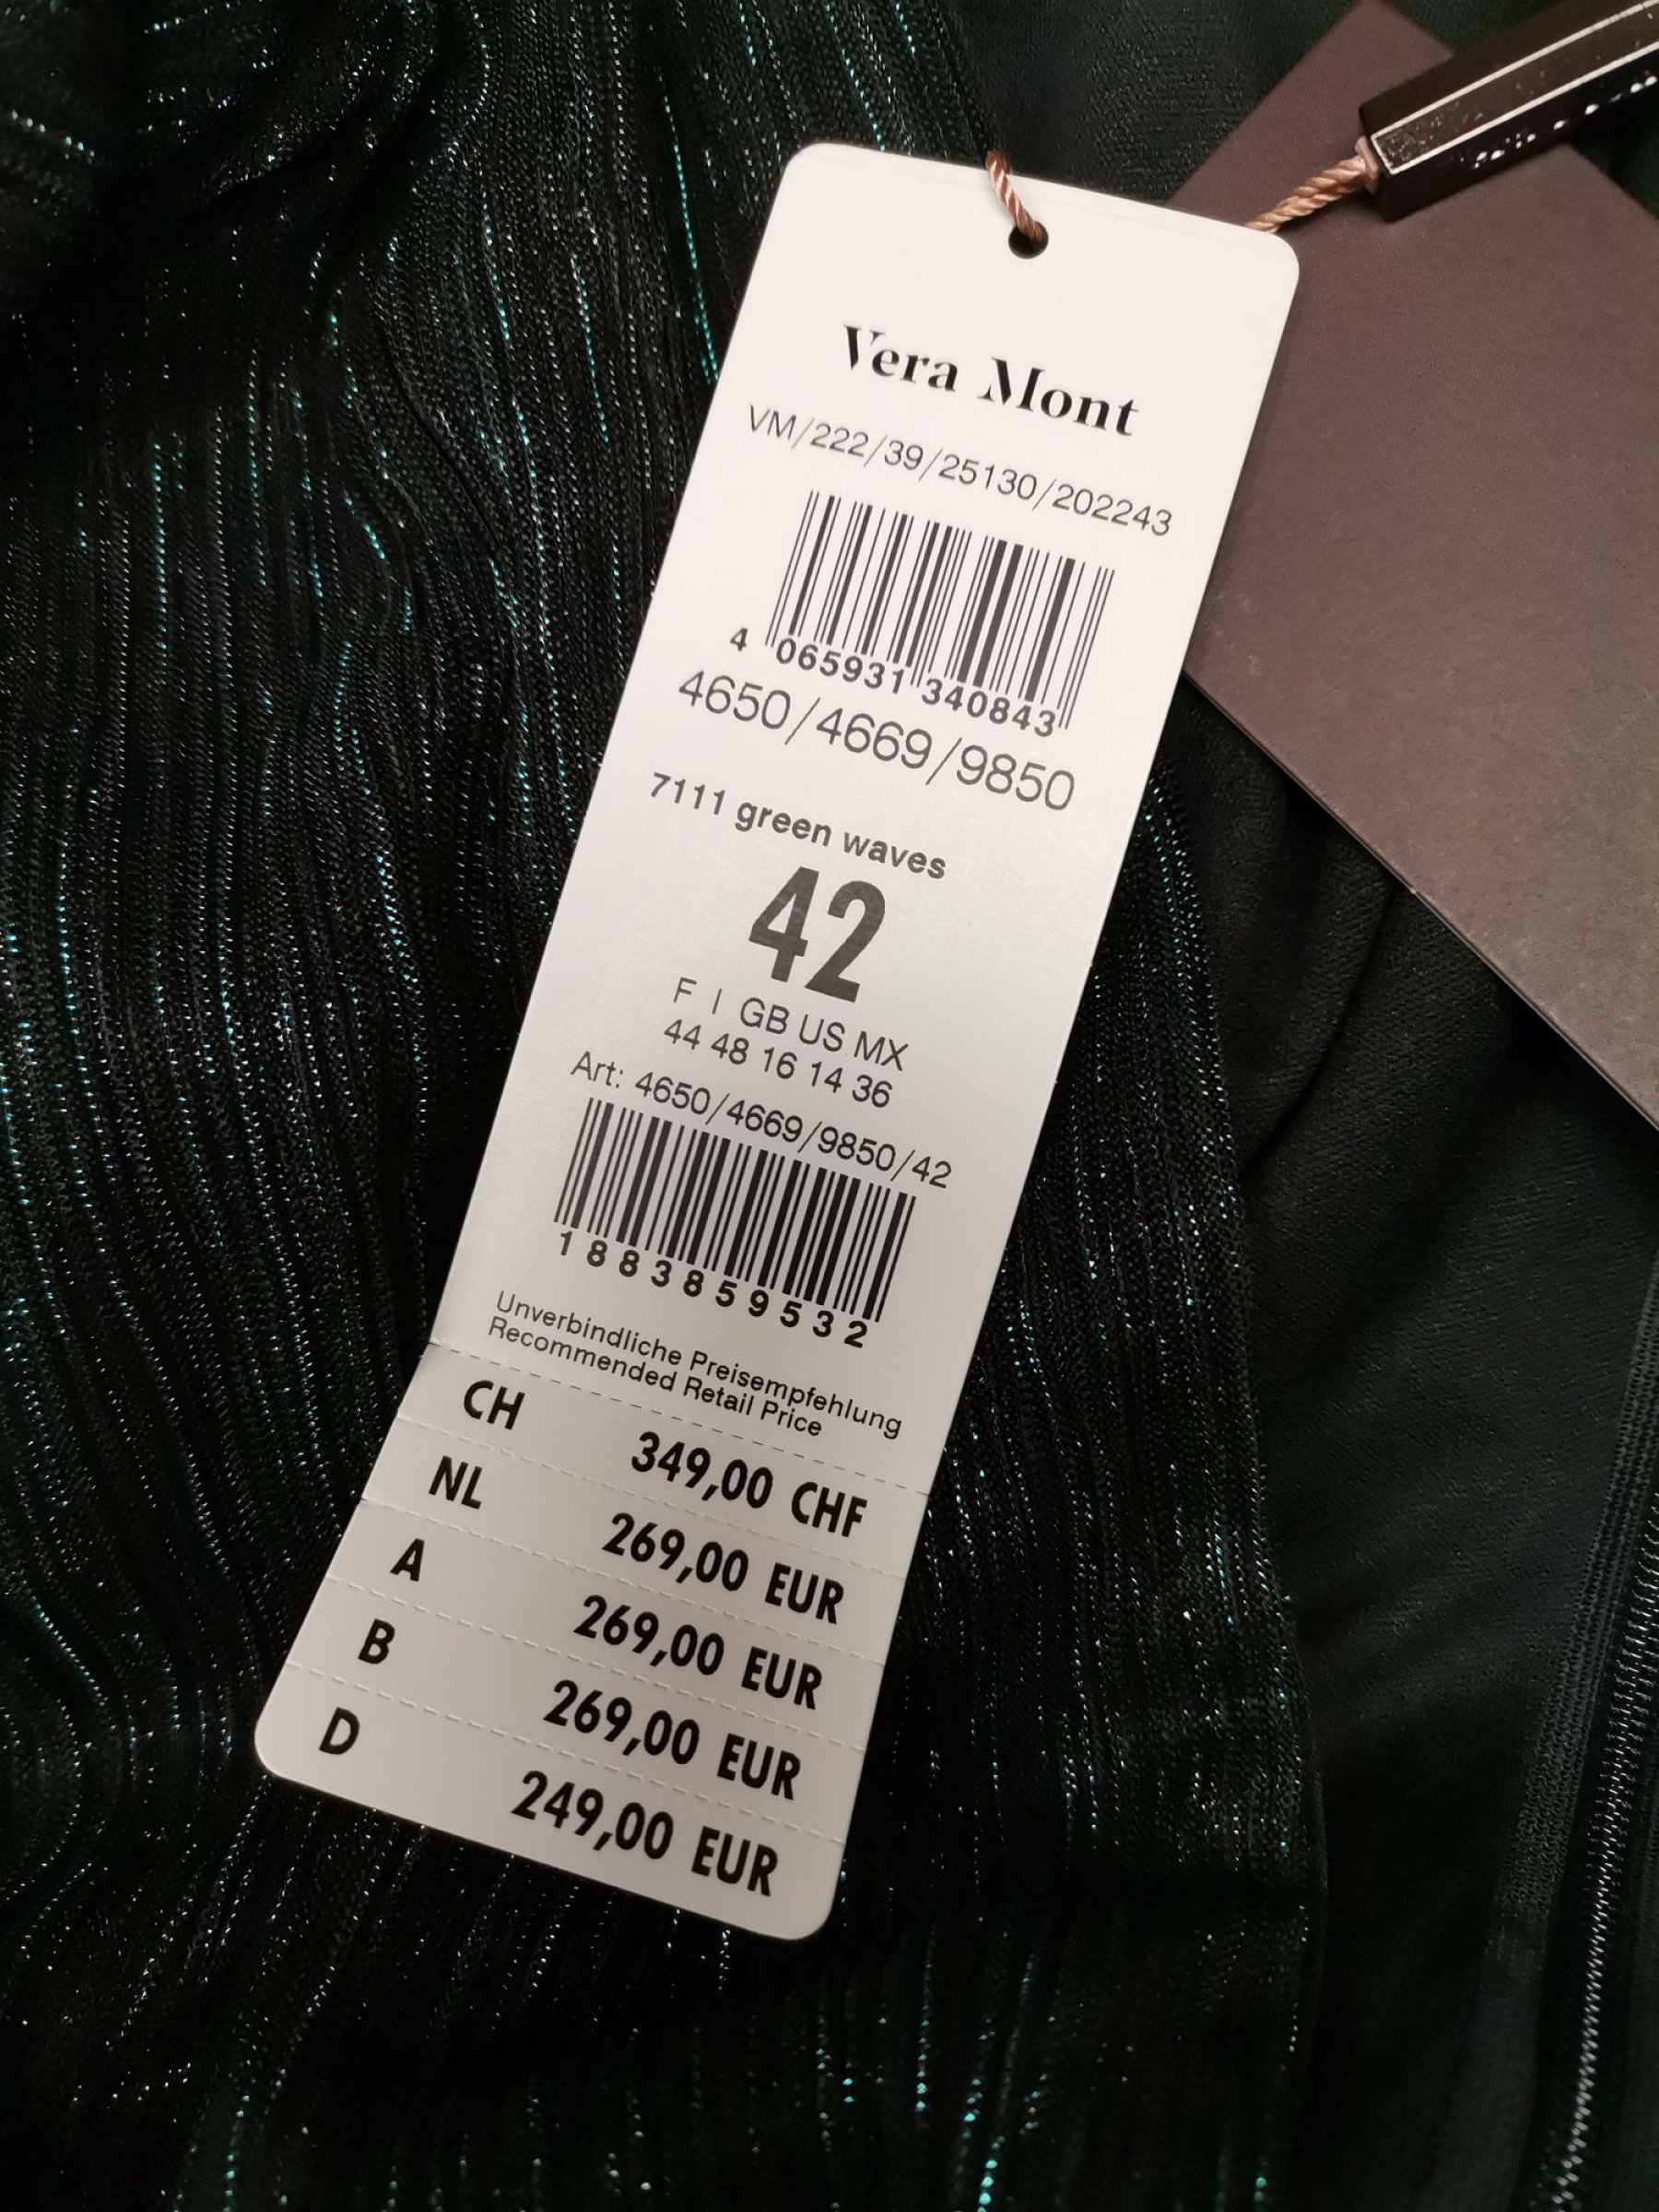 Vera Mont
VM/222/39/25130/202243
4 065931 340843
4650/4669/9850
7111 green waves
42
F I GB US MX
44 48 16 14 36
Art: 4650/4669/9850/42
1883859532
Unverbindliche Preisempfehlung
Recommended Retail Price
CH 349,00 CHF
NL 269,00 EUR
A 269,00 EUR
B 269,00 EUR
D 249,00 EUR